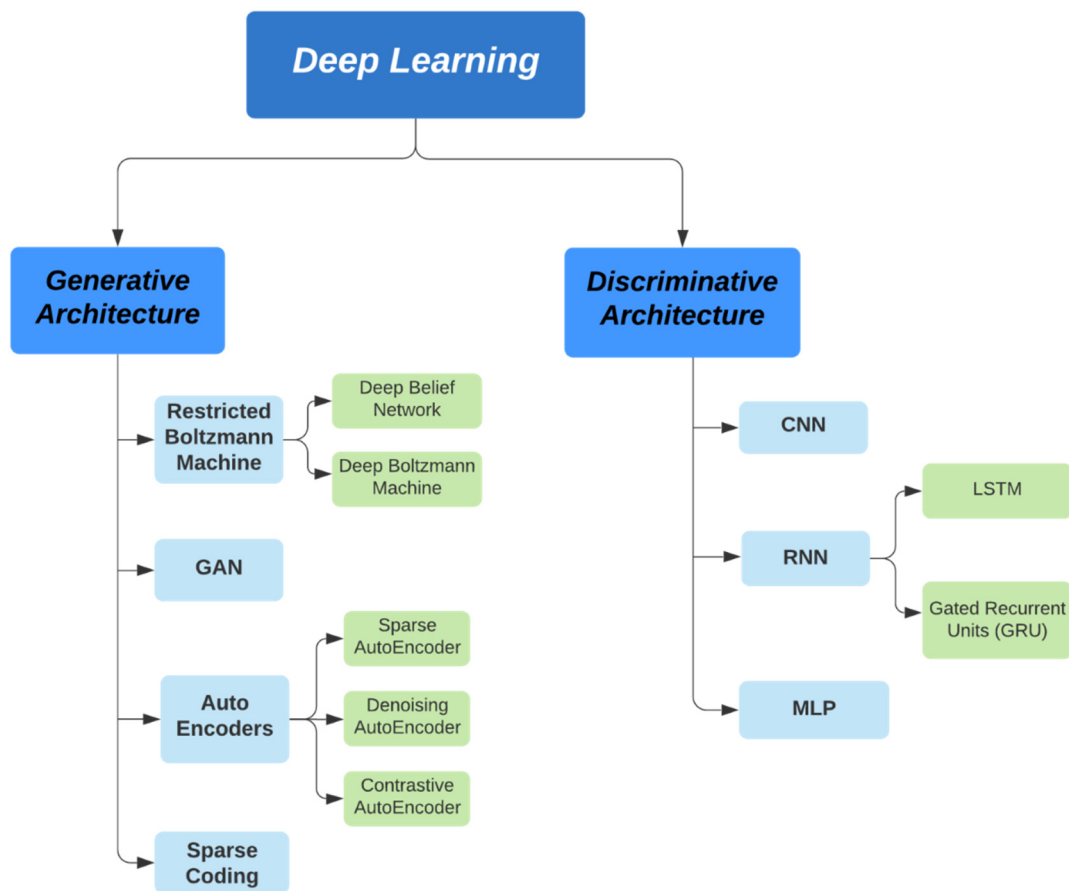 Deep Learning
Generative
Architecture
Discriminative
Architecture
Restricted
Boltzmann
Machine
Deep Belief
Network
Deep Boltzmann
Machine
GAN
Auto
Encoders
Sparse
AutoEncoder
Denoising
AutoEncoder
Contrastive
AutoEncoder
Sparse
Coding
CNN
RNN
LSTM
Gated Recurrent
Units (GRU)
MLP